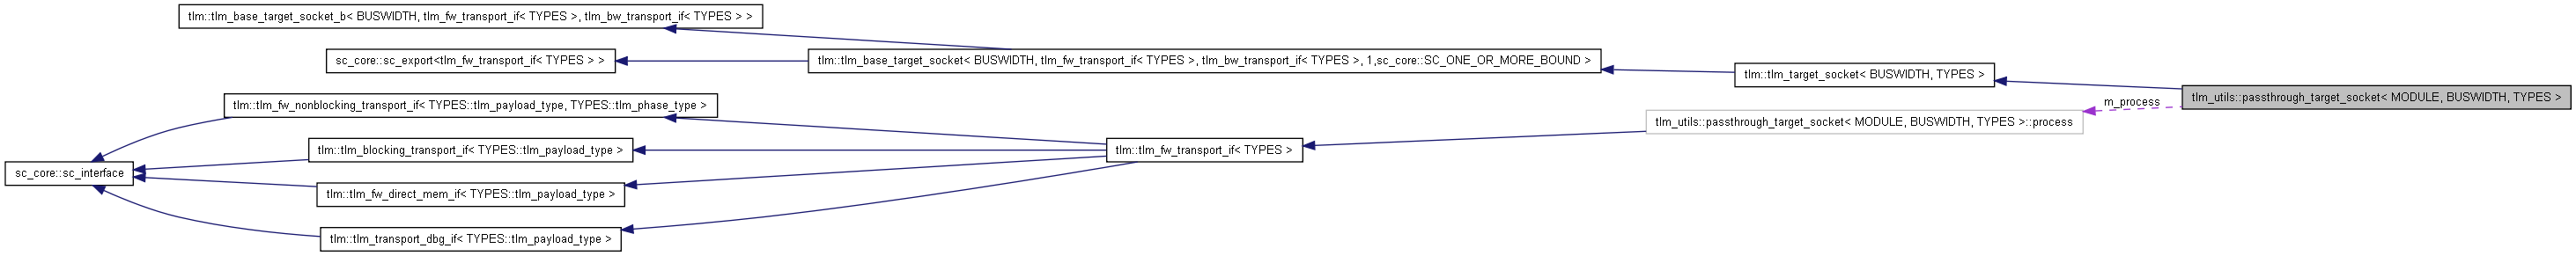 tlm::tlm_base_target_socket_b< BUSWIDTH, tlm_fw_transport_if< TYPES >, tlm_bw_transport_if< TYPES > >
sc_core::sc_export<tlm_fw_transport_if< TYPES > >
tlm::tlm_base_target_socket< BUSWIDTH, tlm_fw_transport_if< TYPES >, tlm_bw_transport_if< TYPES >, 1,sc_core::SC_ONE_OR_MORE_BOUND >
tlm::tlm_target_socket< BUSWIDTH, TYPES >
tlm_utils::passthrough_target_socket< MODULE, BUSWIDTH, TYPES >
m_process
tlm::tlm_fw_nonblocking_transport_if< TYPES::tlm_payload_type, TYPES::tlm_phase_type >
tlm_utils::passthrough_target_socket< MODULE, BUSWIDTH, TYPES >::process
tlm::tlm_blocking_transport_if< TYPES::tlm_payload_type >
tlm::tlm_fw_transport_if< TYPES >
sc_core::sc_interface
tlm::tlm_fw_direct_mem_if< TYPES::tlm_payload_type >
tlm::tlm_transport_dbg_if< TYPES::tlm_payload_type >